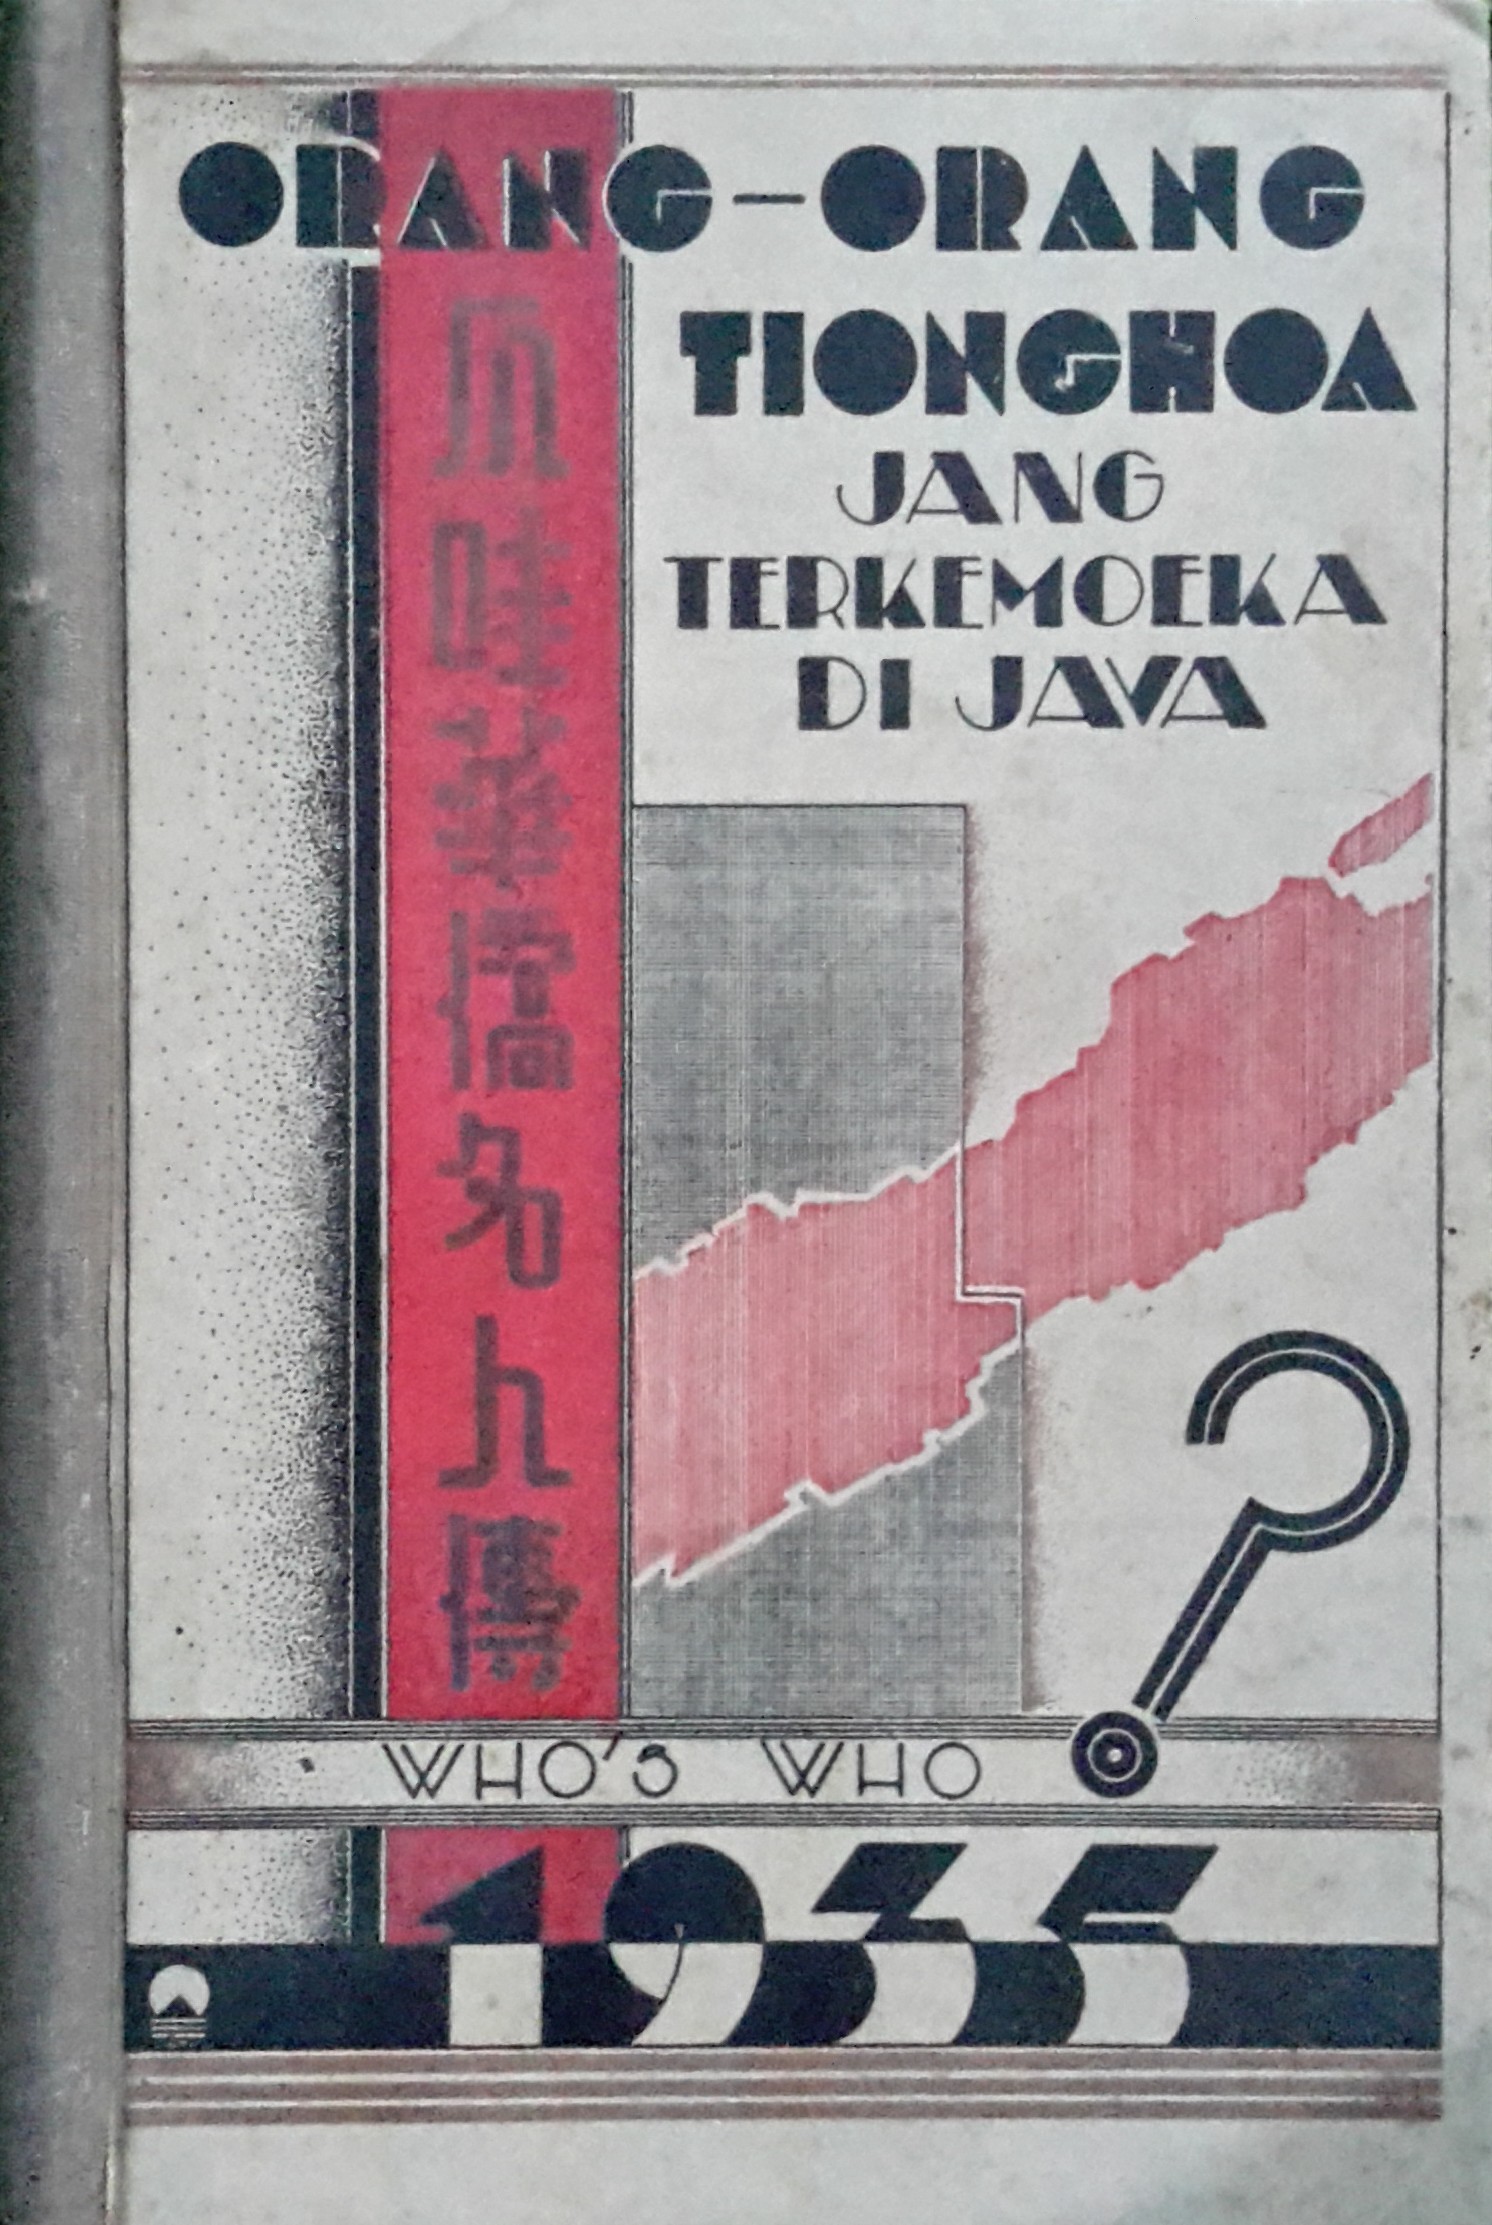 ORANG-ORANG
TIONGHOA
JANG
TERKEMOEKA
DI JAVA
爪哇華僑名人傳
WHO'S WHO ?
1935